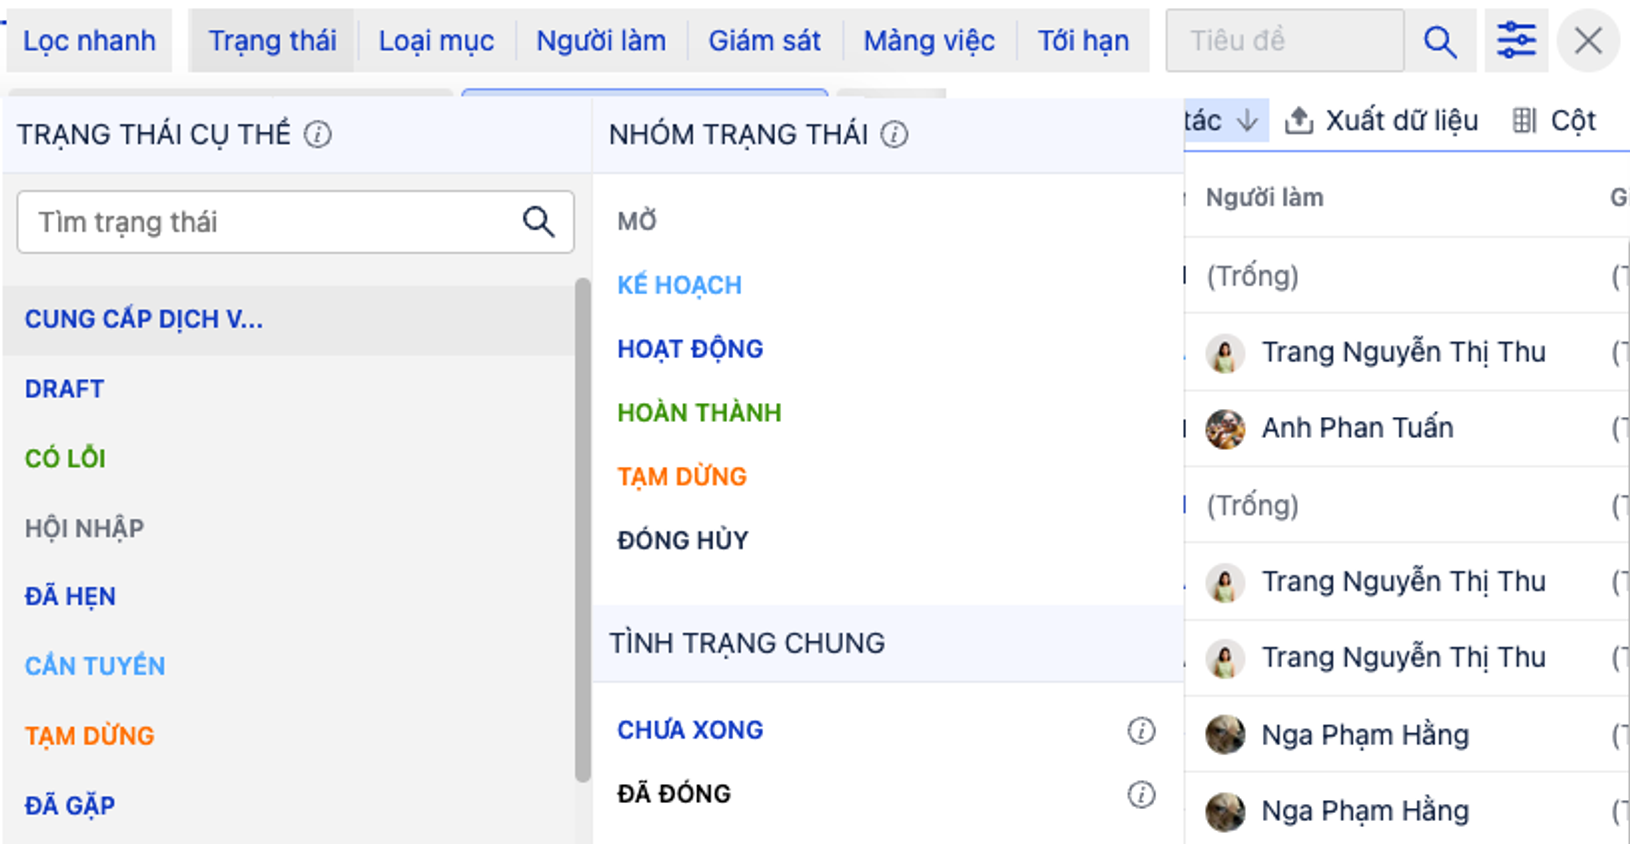 Lọc nhanh Trạng thái Loại mục Người làm Giám sát Mảng việc Tới hạn Tiêu đề
tác Xuất dữ liệu Cột
TRẠNG THÁI CỤ THỂ
Tìm trạng thái
CUNG CẤP DỊCH V...
DRAFT
CÓ LỖI
HỘI NHẬP
ĐÃ HẸN
CẦN TUYỂN
TẠM DỪNG
ĐÃ GẶP
NHÓM TRẠNG THÁI
MỞ
KẾ HOẠCH
HOẠT ĐỘNG
HOÀN THÀNH
TẠM DỪNG
ĐÓNG HỦY
TÌNH TRẠNG CHUNG
CHƯA XONG
ĐÃ ĐÓNG
Người làm
(Trống)
Trang Nguyễn Thị Thu
Anh Phan Tuấn
(Trống)
Trang Nguyễn Thị Thu
Trang Nguyễn Thị Thu
Nga Phạm Hằng
Nga Phạm Hằng